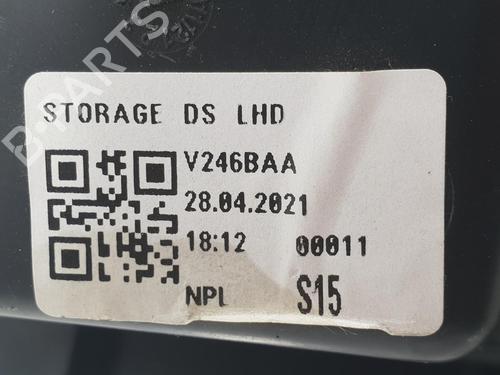 STORAGE DS LHD
V246BAA
28.04.2021
18:12 00011
NPL S15
B-PARTS